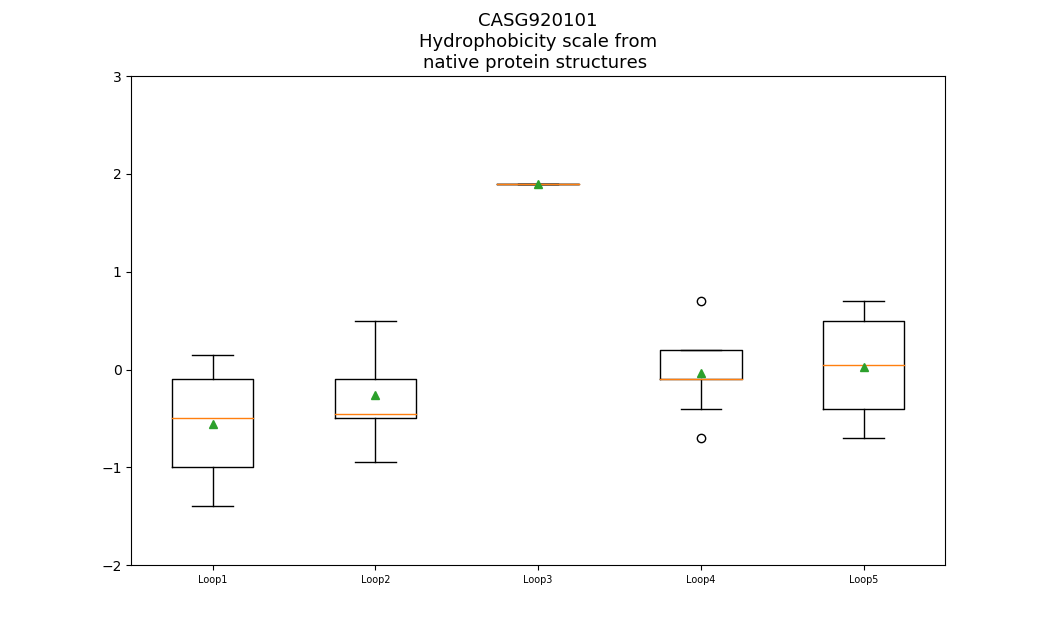 CASG920101
Hydrophobicity scale from
native protein structures
3
2
1
0
−1
−2
Loop1
Loop2
Loop3
Loop4
Loop5